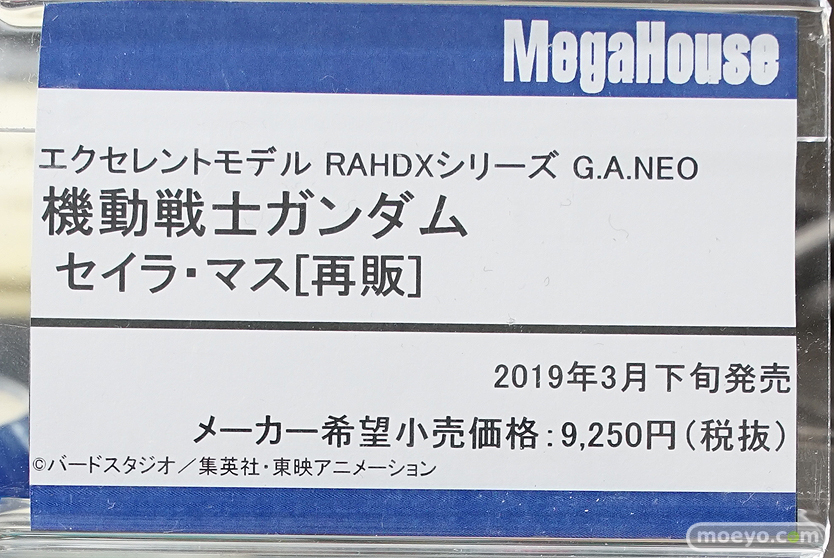 MegaHouse
エクセレントモデル RAHDXシリーズ G.A.NEO
機動戦士ガンダム
セイラ・マス[再販]
2019年3月下旬発売
メーカー希望小売価格:9,250円(税抜)
©バードスタジオ／集英社・東映アニメーション
moeyo.com